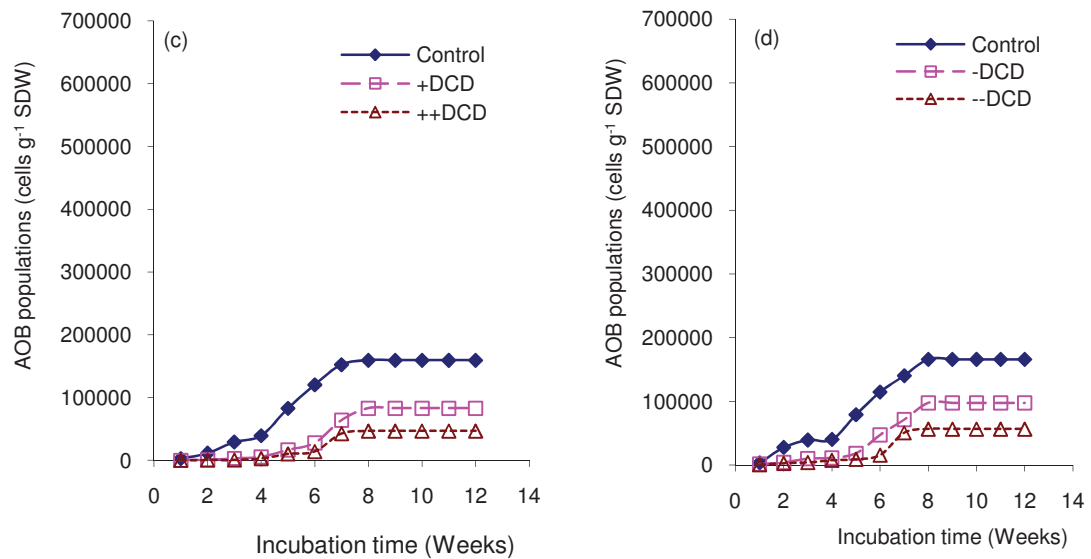 (c)
Control
+DCD
++DCD
AOB populations (cells g⁻¹ SDW)
700000
600000
500000
400000
300000
200000
100000
0
0 2 4 6 8 10 12 14
Incubation time (Weeks)
(d)
Control
-DCD
--DCD
AOB populations (cells g⁻¹ SDW)
700000
600000
500000
400000
300000
200000
100000
0
0 2 4 6 8 10 12 14
Incubation time (Weeks)